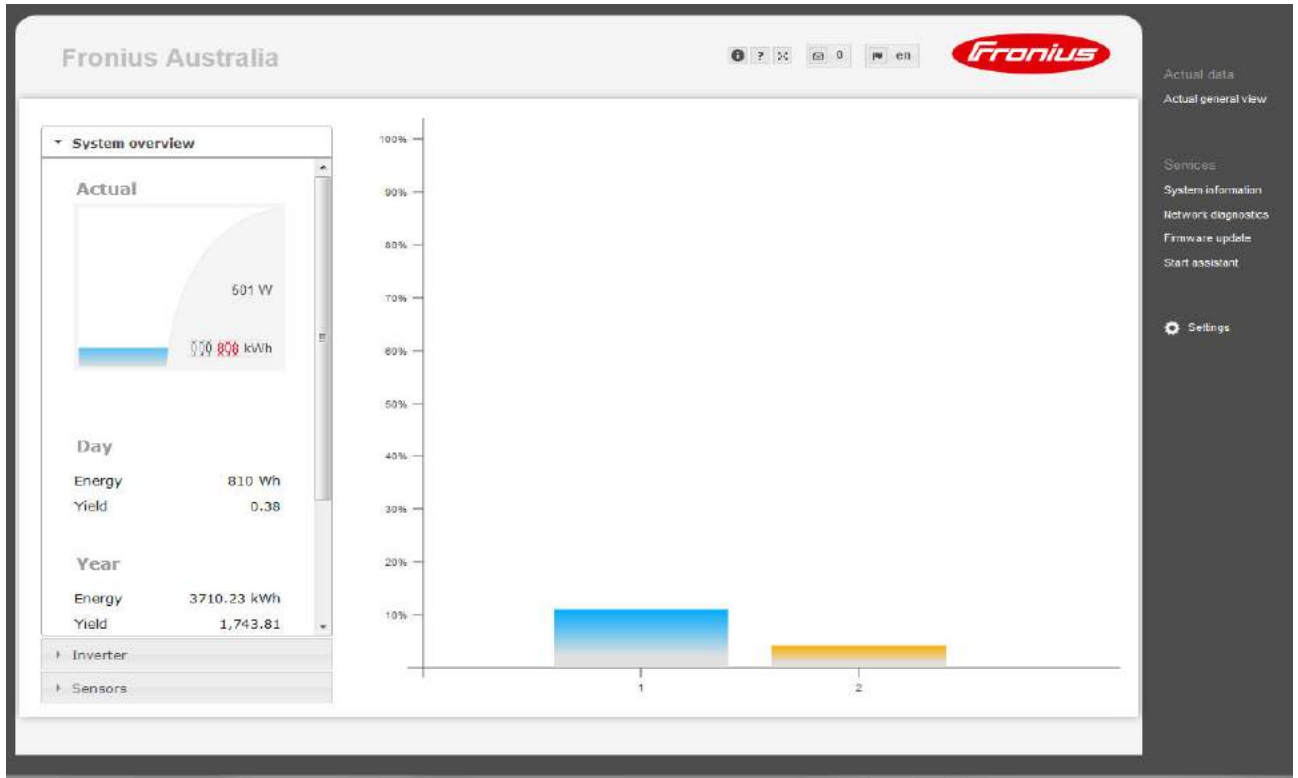 Fronius Australia
? 0 en
Fronius
System overview
Actual
501 W
kWh
Day
Energy 810 Wh
Yield 0.38
Year
Energy 3710.23 kWh
Yield 1,743.81
Inverter
Sensors
100%
90%
80%
70%
60%
50%
40%
30%
20%
10%
1 2
Actual data
Actual general view
Services
System information
Network diagnostics
Firmware update
Start assistant
Settings